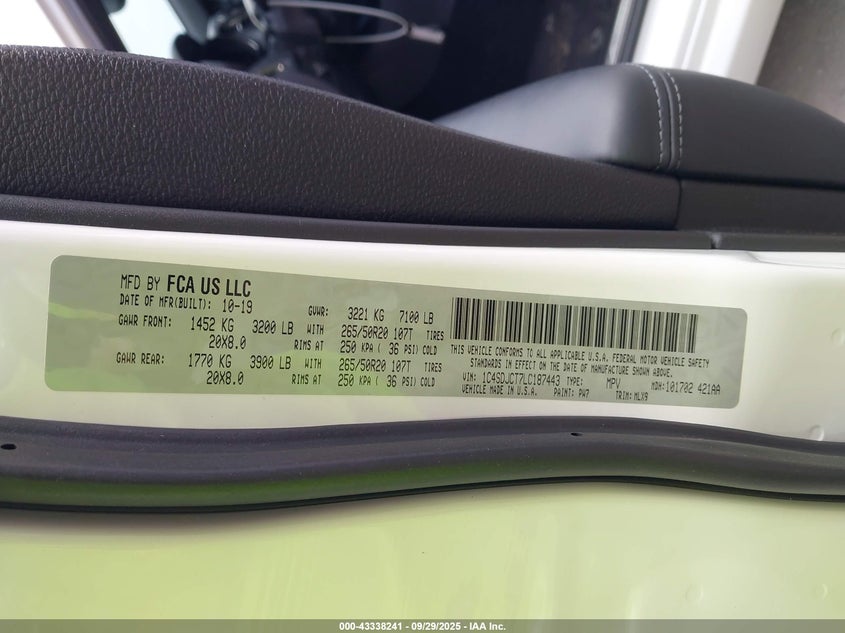 MFD BY FCA US LLC
DATE OF MFR(BUILT): 10-19 GVWR: 3221 KG 7100 LB
GAWR FRONT: 1452 KG 3200 LB WITH 265/50R20 107T TIRES
20X8.0 RIMS AT 250 KPA ( 36 PSI) COLD
GAWR REAR: 1770 KG 3900 LB WITH 265/50R20 107T TIRES
20X8.0 RIMS AT 250 KPA ( 36 PSI) COLD
THIS VEHICLE CONFORMS TO ALL APPLICABLE U.S.A. FEDERAL MOTOR VEHICLE SAFETY
STANDARDS IN EFFECT ON THE DATE OF MANUFACTURE SHOWN ABOVE.
VIN: 1C4SDJCT7LC187443 TYPE: MPV MDH:101702 421AA
VEHICLE MADE IN U.S.A. PAINT: PW7 TRIM: MLX9
000-43338241 - 09/29/2025 - IAA Inc.